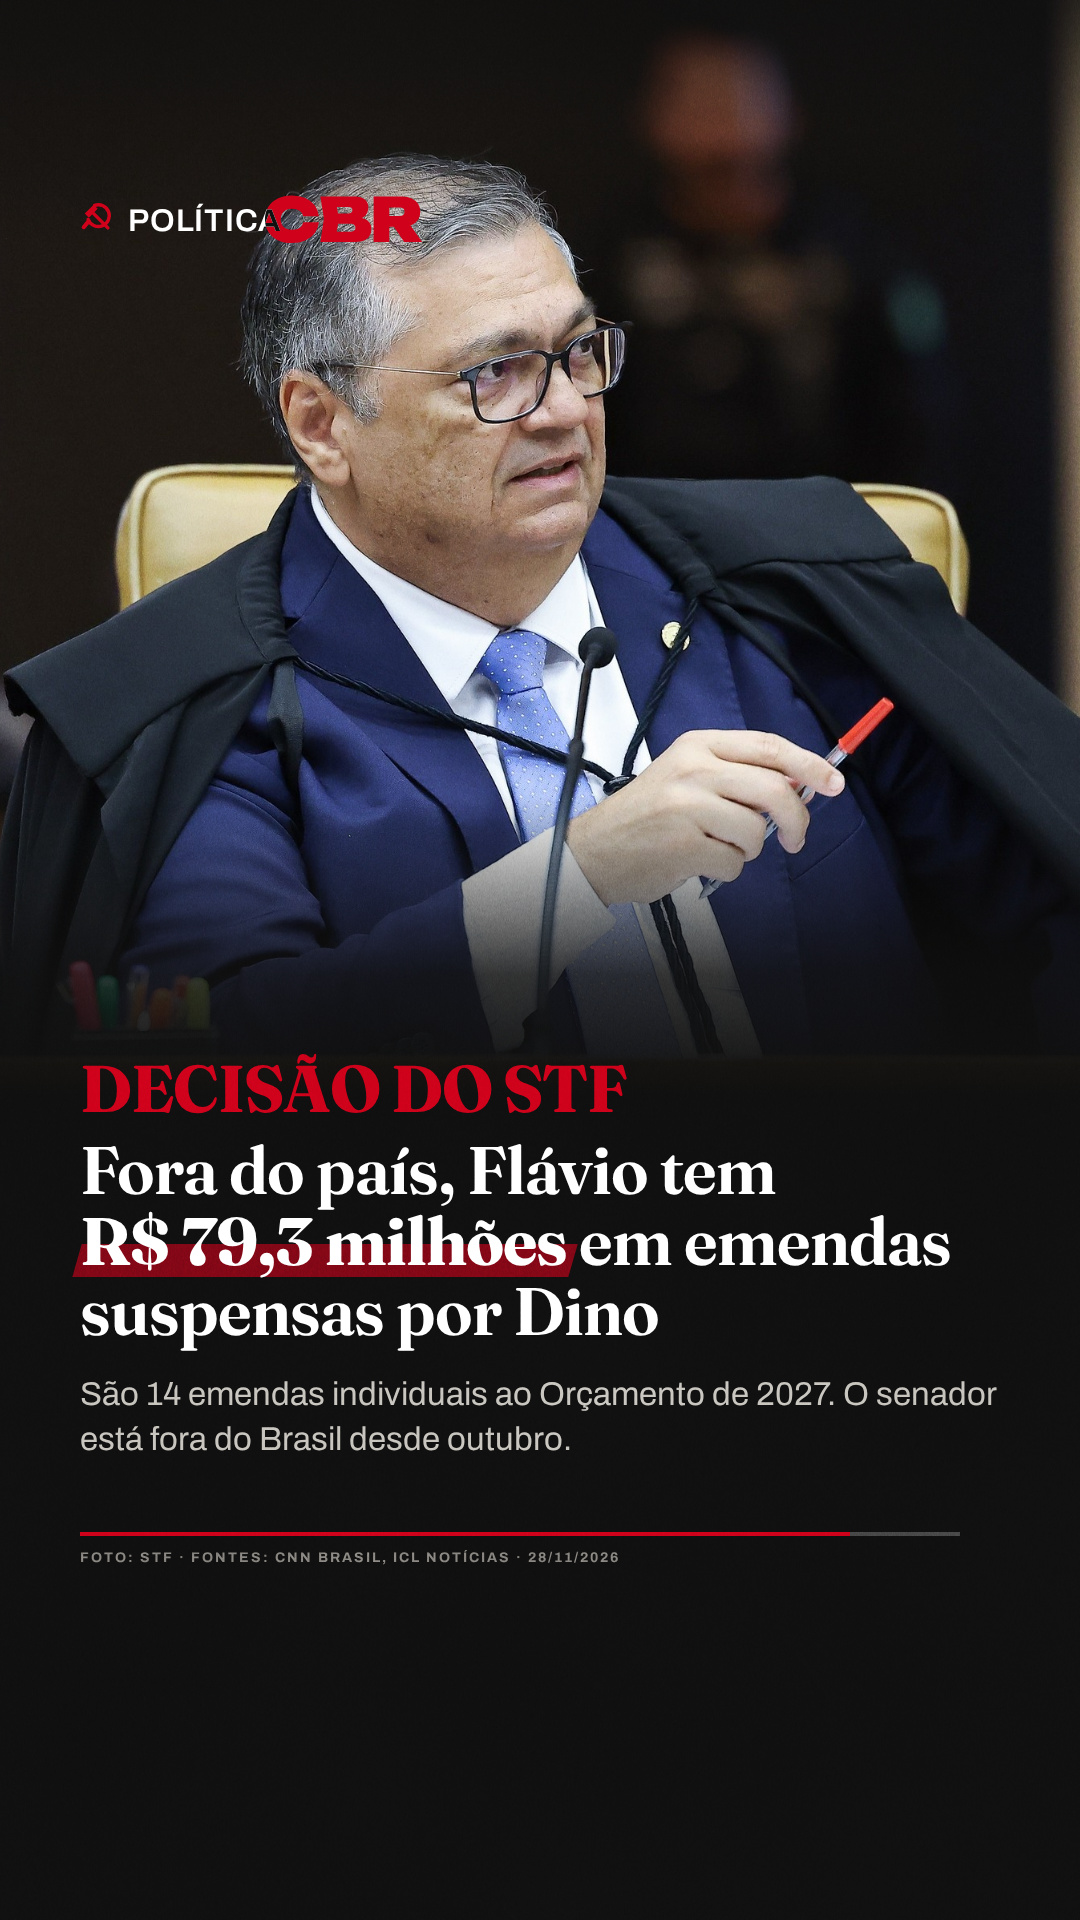 POLÍTICA CBR
DECISÃO DO STF
Fora do país, Flávio tem
R$ 79,3 milhões em emendas
suspensas por Dino
São 14 emendas individuais ao Orçamento de 2027. O senador
está fora do Brasil desde outubro.
FOTO: STF · FONTES: CNN BRASIL, ICL NOTÍCIAS · 28/11/2026